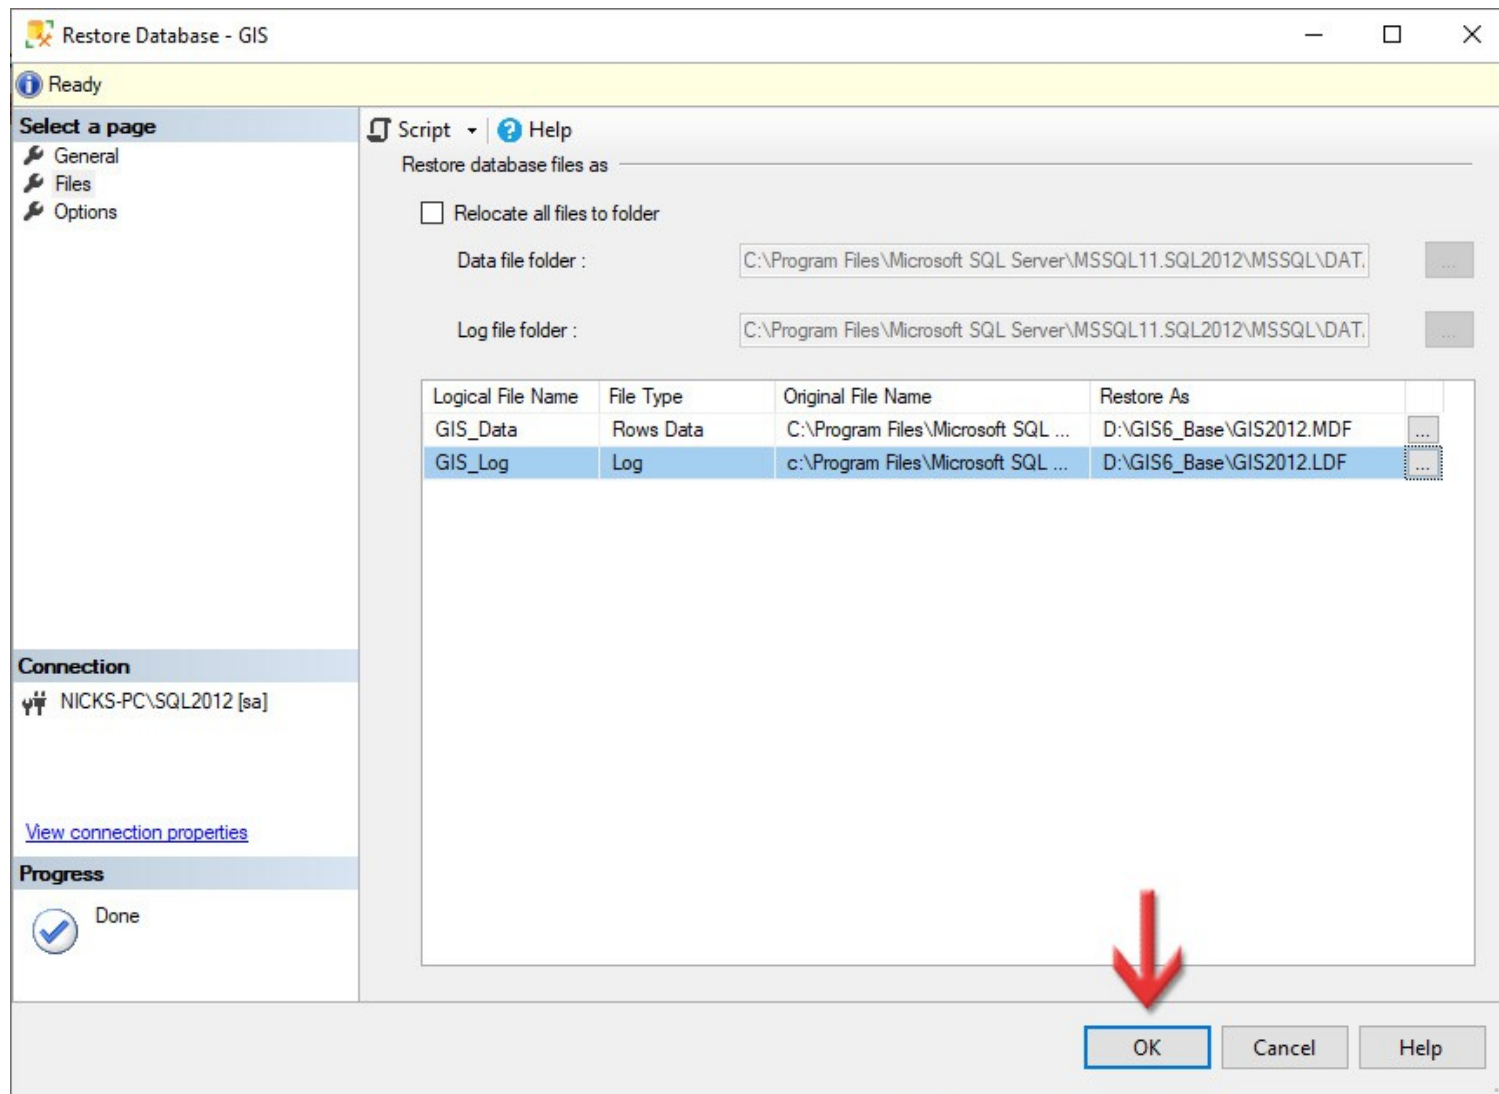 Restore Database - GIS
Ready
Select a page
General
Files
Options
Script
Help
Restore database files as
Relocate all files to folder
Data file folder :
C:\Program Files\Microsoft SQL Server\MSSQL11.SQL2012\MSSQL\DAT
...
Log file folder :
C:\Program Files\Microsoft SQL Server\MSSQL11.SQL2012\MSSQL\DAT
...
Logical File Name File Type Original File Name Restore As
GIS_Data Rows Data C:\Program Files\Microsoft SQL ... D:\GIS6_Base\GIS2012.MDF ...
GIS_Log Log c:\Program Files\Microsoft SQL ... D:\GIS6_Base\GIS2012.LDF ...
Connection
NICKS-PC\SQL2012 [sa]
View connection properties
Progress
Done
OK Cancel Help